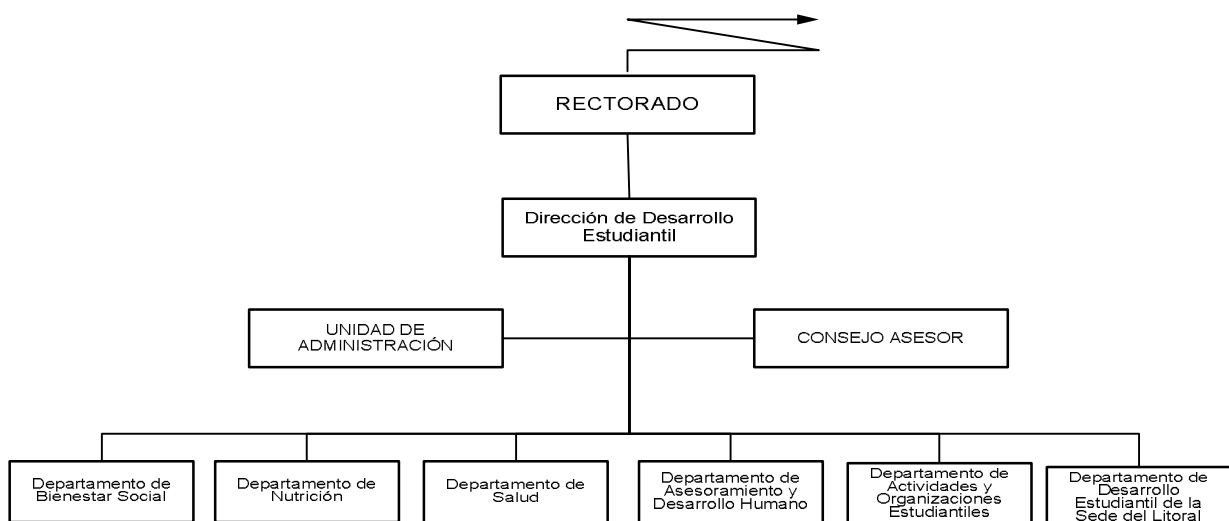 RECTORADO
Dirección de Desarrollo
Estudiantil
UNIDAD DE
ADMINISTRACIÓN
CONSEJO ASESOR
Departamento de
Bienestar Social
Departamento de
Nutrición
Departamento de
Salud
Departamento de
Asesoramiento y
Desarrollo Humano
Departamento de
Actividades y
Organizaciones
Estudiantiles
Departamento de
Desarrollo
Estudiantil de la
Sede del Litoral